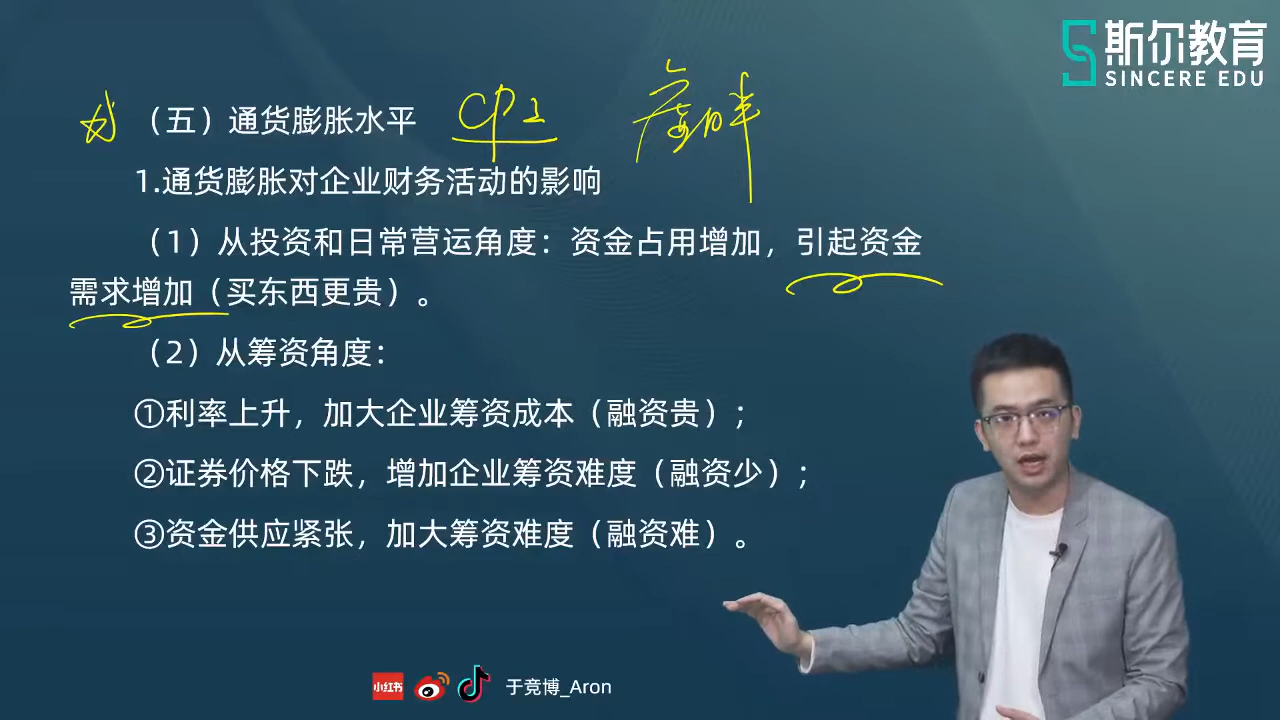 斯尔教育
SINCERE EDU
（五）通货膨胀水平 CPI
1.通货膨胀对企业财务活动的影响
（1）从投资和日常营运角度：资金占用增加，引起资金
需求增加（买东西更贵）。
（2）从筹资角度：
①利率上升，加大企业筹资成本（融资贵）；
②证券价格下跌，增加企业筹资难度（融资少）；
③资金供应紧张，加大筹资难度（融资难）。
小红书
于竞博_Aron